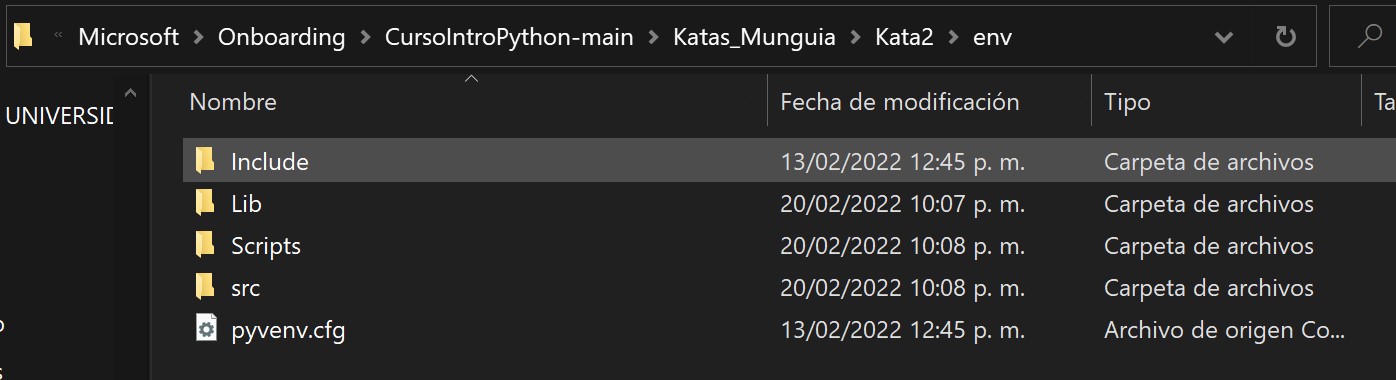 « Microsoft > Onboarding > CursoIntroPython-main > Katas_Munguia > Kata2 > env
UNIVERSID
Nombre Fecha de modificación Tipo Ta
Include 13/02/2022 12:45 p. m. Carpeta de archivos
Lib 20/02/2022 10:07 p. m. Carpeta de archivos
Scripts 20/02/2022 10:08 p. m. Carpeta de archivos
src 20/02/2022 10:08 p. m. Carpeta de archivos
pyvenv.cfg 13/02/2022 12:45 p. m. Archivo de origen Co...